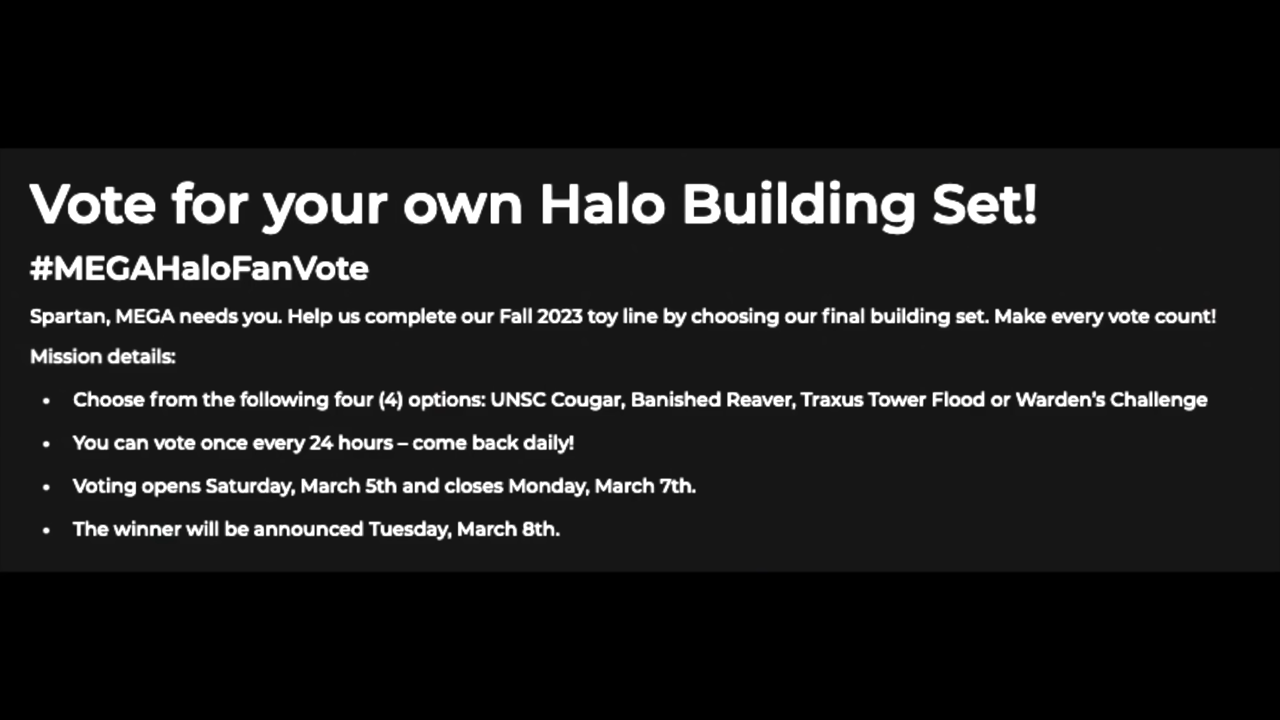 Vote for your own Halo Building Set!
#MEGAHaloFanVote
Spartan, MEGA needs you. Help us complete our Fall 2023 toy line by choosing our final building set. Make every vote count!
Mission details:
• Choose from the following four (4) options: UNSC Cougar, Banished Reaver, Traxus Tower Flood or Warden's Challenge
• You can vote once every 24 hours – come back daily!
• Voting opens Saturday, March 5th and closes Monday, March 7th.
• The winner will be announced Tuesday, March 8th.